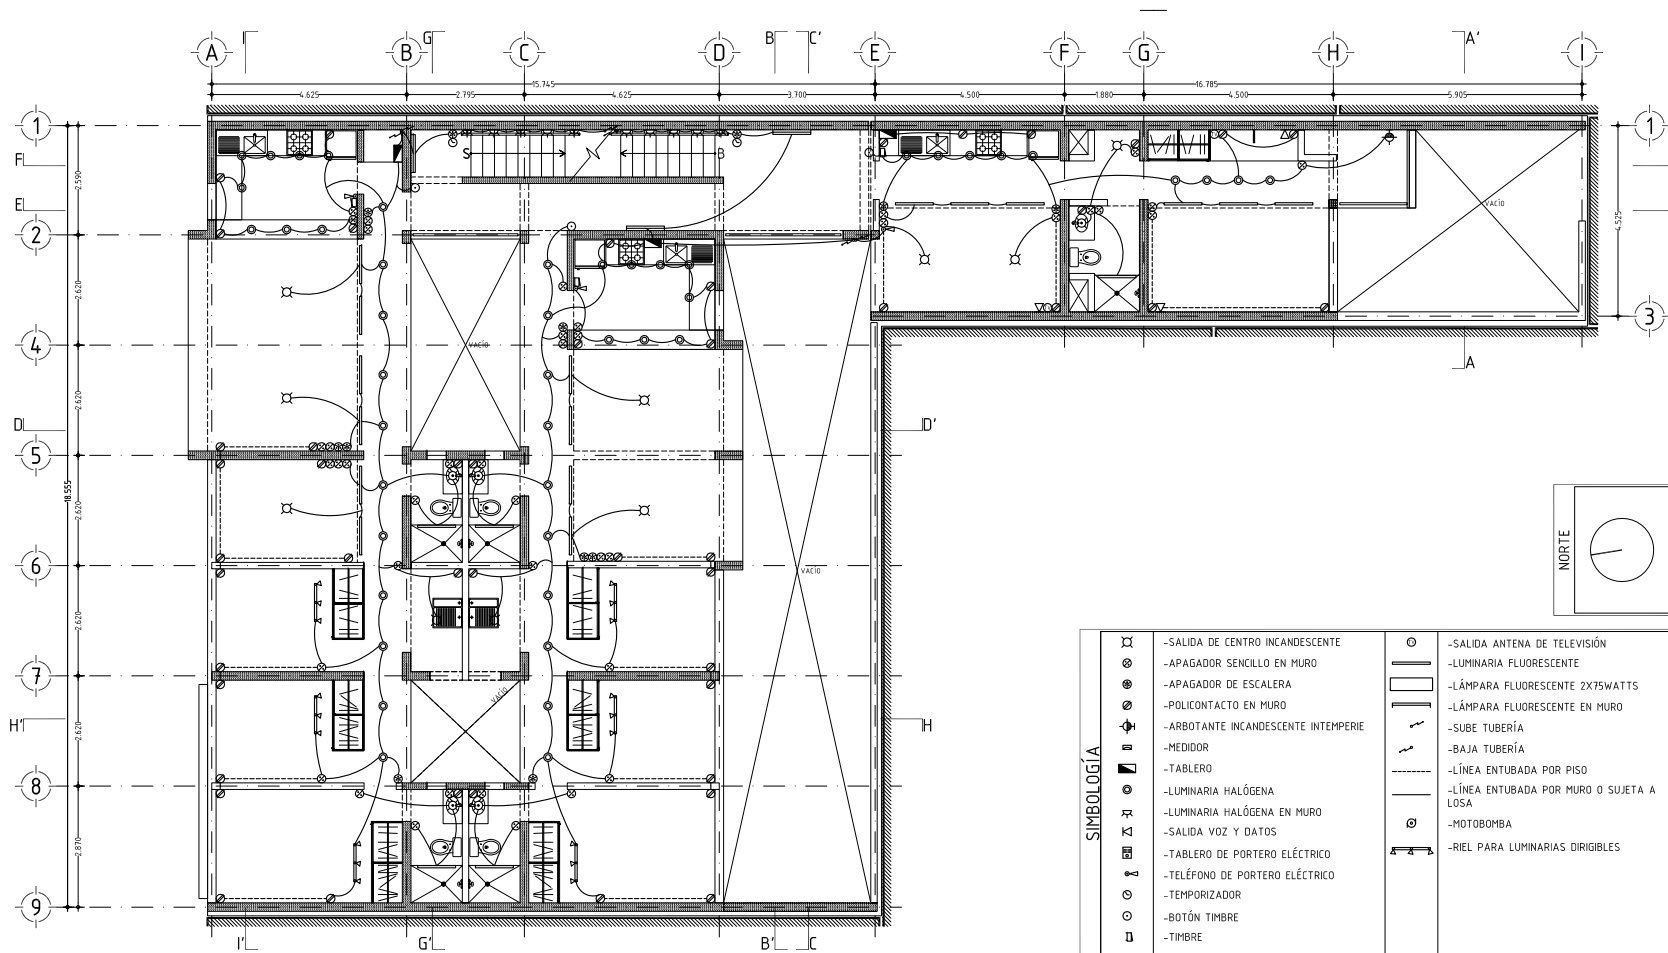 I
G
B
C'
A'
A
B
C
D
E
F
G
H
I
15.745
16.785
4.625
2.795
4.625
3.700
4.500
1.880
4.500
5.905
1
1
F
S
B
2.590
E
VACÍO
2
4.525
2.620
3
4
VACÍO
A
2.620
D
D'
5
18.555
2.620
NORTE
6
VACÍO
2.620
7
VACÍO
H'
H
2.620
8
2.870
9
I'
G'
B'
C
SIMBOLOGÍA
-SALIDA DE CENTRO INCANDESCENTE
-APAGADOR SENCILLO EN MURO
-APAGADOR DE ESCALERA
-POLICONTACTO EN MURO
-ARBOTANTE INCANDESCENTE INTEMPERIE
-MEDIDOR
-TABLERO
-LUMINARIA HALÓGENA
-LUMINARIA HALÓGENA EN MURO
-SALIDA VOZ Y DATOS
-TABLERO DE PORTERO ELÉCTRICO
-TELÉFONO DE PORTERO ELÉCTRICO
-TEMPORIZADOR
-BOTÓN TIMBRE
-TIMBRE
-SALIDA ANTENA DE TELEVISIÓN
-LUMINARIA FLUORESCENTE
-LÁMPARA FLUORESCENTE 2X75WATTS
-LÁMPARA FLUORESCENTE EN MURO
-SUBE TUBERÍA
-BAJA TUBERÍA
-LÍNEA ENTUBADA POR PISO
-LÍNEA ENTUBADA POR MURO O SUJETA A
LOSA
-MOTOBOMBA
-RIEL PARA LUMINARIAS DIRIGIBLES